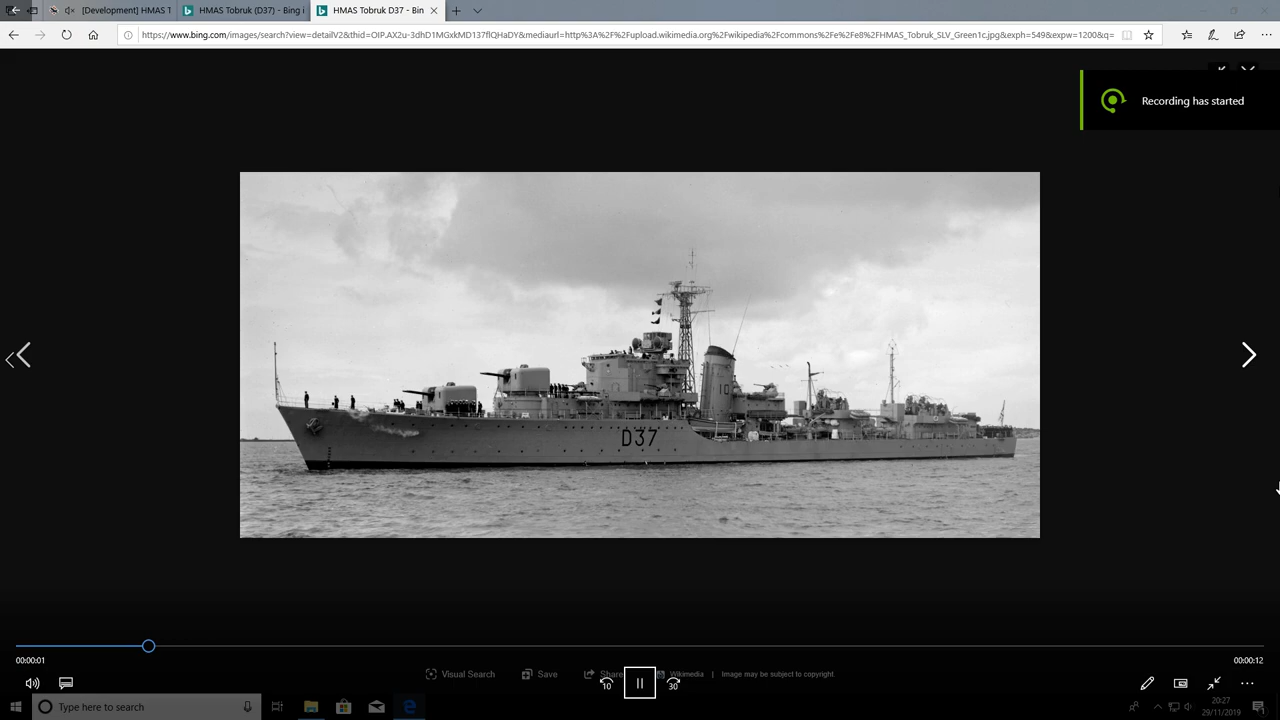 [Development] HMAS T
HMAS Tobruk (D37) - Bing i
HMAS Tobruk D37 - Bin
https://www.bing.com/images/search?view=detailV2&thid=OIP.AX2u-3dhD1MGxkMD137flQHaDY&mediaurl=http%3A%2F%2Fupload.wikimedia.org%2Fwikipedia%2Fcommons%2Fe%2Fe8%2FHMAS_Tobruk_SLV_Green1c.jpg&exph=549&expw=1200&q=
Recording has started
10
D37
00:00:01
00:00:12
Visual Search
Save
Share
Wikimedia | Image may be subject to copyright.
10
30
Type here to search
20:27
29/11/2019